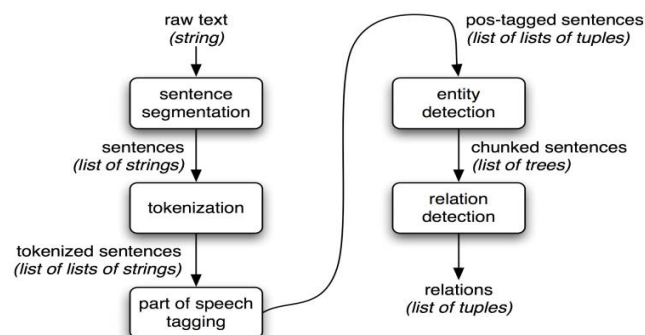 raw text
(string)
sentence
segmentation
sentences
(list of strings)
tokenization
tokenized sentences
(list of lists of strings)
part of speech
tagging
pos-tagged sentences
(list of lists of tuples)
entity
detection
chunked sentences
(list of trees)
relation
detection
relations
(list of tuples)